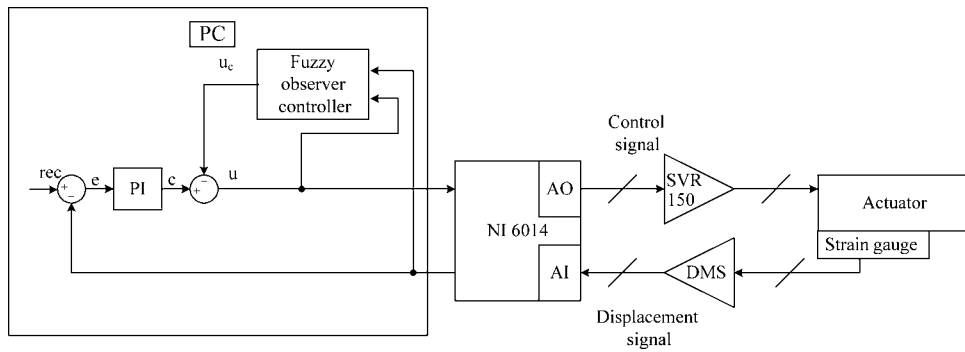 PC
u_c
Fuzzy
observer
controller
rec
+
−
e
PI
c
−
+
u
Control
signal
AO
SVR
150
Actuator
NI 6014
Strain gauge
AI
DMS
Displacement
signal